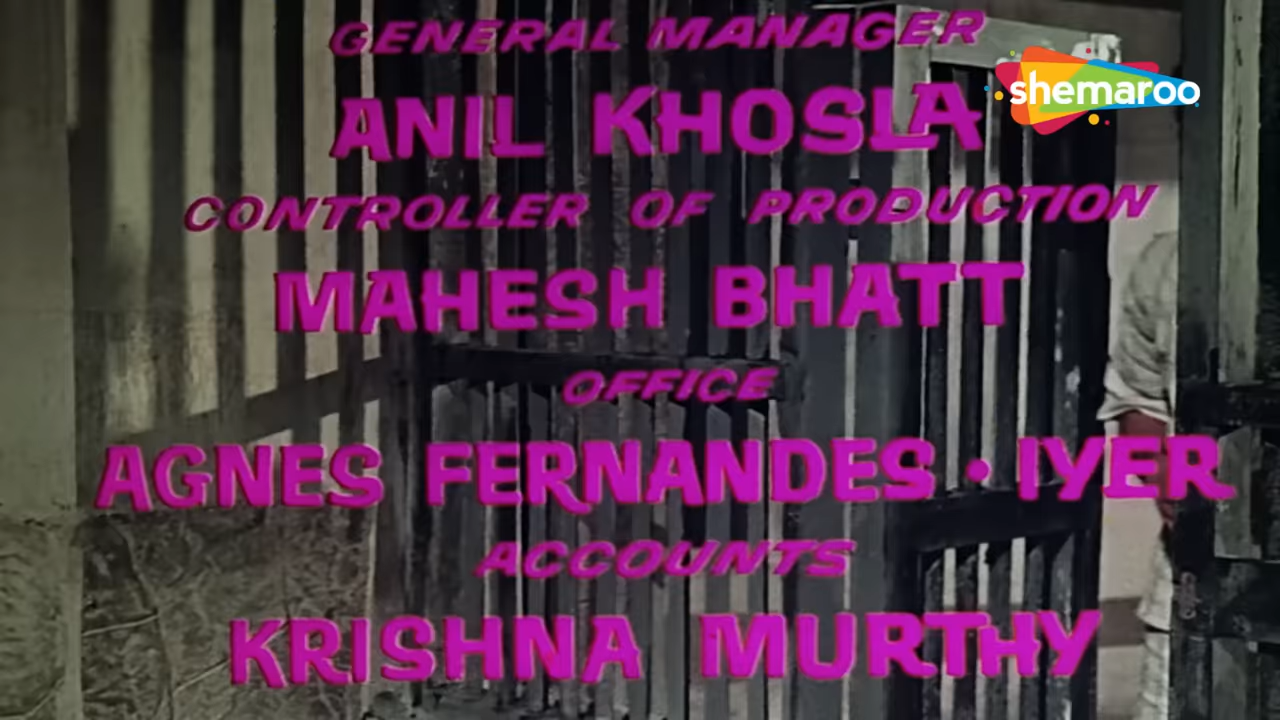 GENERAL MANAGER
shemaroo
ANIL KHOSLA
CONTROLLER OF PRODUCTION
MAHESH BHATT
OFFICE
AGNES FERNANDES • IYER
ACCOUNTS
KRISHNA MURTHY